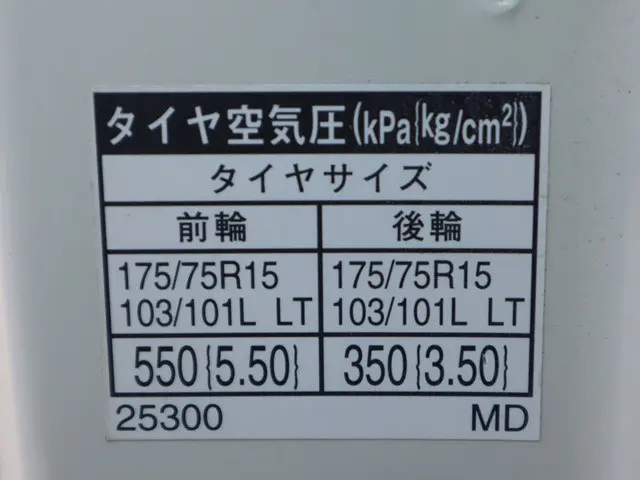 タイヤ空気圧(kPa{kg/cm²})
タイヤサイズ
前輪 後輪
175/75R15 175/75R15
103/101L LT 103/101L LT
550{5.50} 350{3.50}
25300 MD